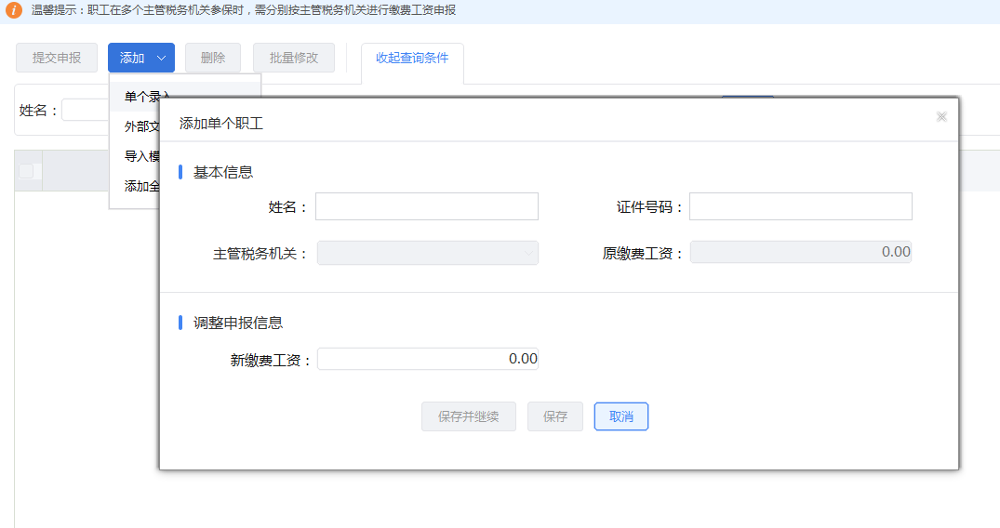 温馨提示：职工在多个主管税务机关参保时，需分别按主管税务机关进行缴费工资申报
提交申报 添加 删除 批量修改 收起查询条件
单个录入
姓名：
外部文
导入模
添加全
添加单个职工
基本信息
姓名： 证件号码：
主管税务机关： 原缴费工资： 0.00
调整申报信息
新缴费工资： 0.00
保存并继续 保存 取消